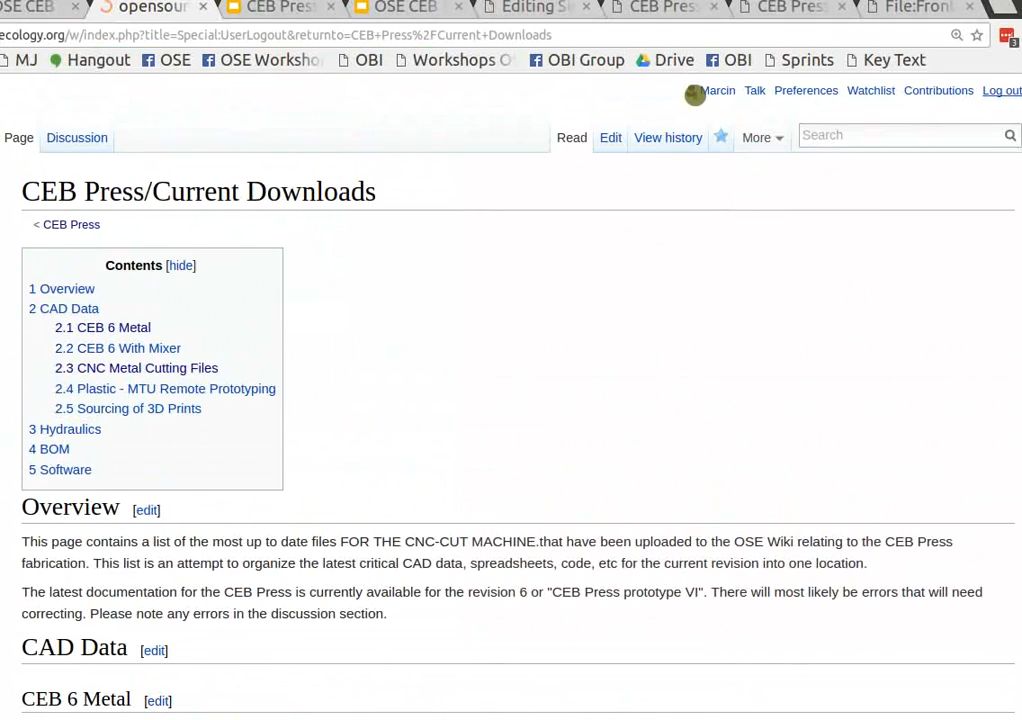 OSE CEB × opensour × CEB Pres × OSE CEB × Editing S × CEB Pres × CEB Pres × File:Fron ×
ecology.org/w/index.php?title=Special:UserLogout&returnto=CEB+Press%2FCurrent+Downloads
3
MJ Hangout OSE OSE Worksho OBI Workshops O OBI Group Drive OBI Sprints Key Text
Marcin Talk Preferences Watchlist Contributions Log out
Page Discussion Read Edit View history More Search
CEB Press/Current Downloads
< CEB Press
Contents [hide]
1 Overview
2 CAD Data
2.1 CEB 6 Metal
2.2 CEB 6 With Mixer
2.3 CNC Metal Cutting Files
2.4 Plastic - MTU Remote Prototyping
2.5 Sourcing of 3D Prints
3 Hydraulics
4 BOM
5 Software
Overview [edit]
This page contains a list of the most up to date files FOR THE CNC-CUT MACHINE.that have been uploaded to the OSE Wiki relating to the CEB Press
fabrication. This list is an attempt to organize the latest critical CAD data, spreadsheets, code, etc for the current revision into one location.
The latest documentation for the CEB Press is currently available for the revision 6 or "CEB Press prototype VI". There will most likely be errors that will need
correcting. Please note any errors in the discussion section.
CAD Data [edit]
CEB 6 Metal [edit]